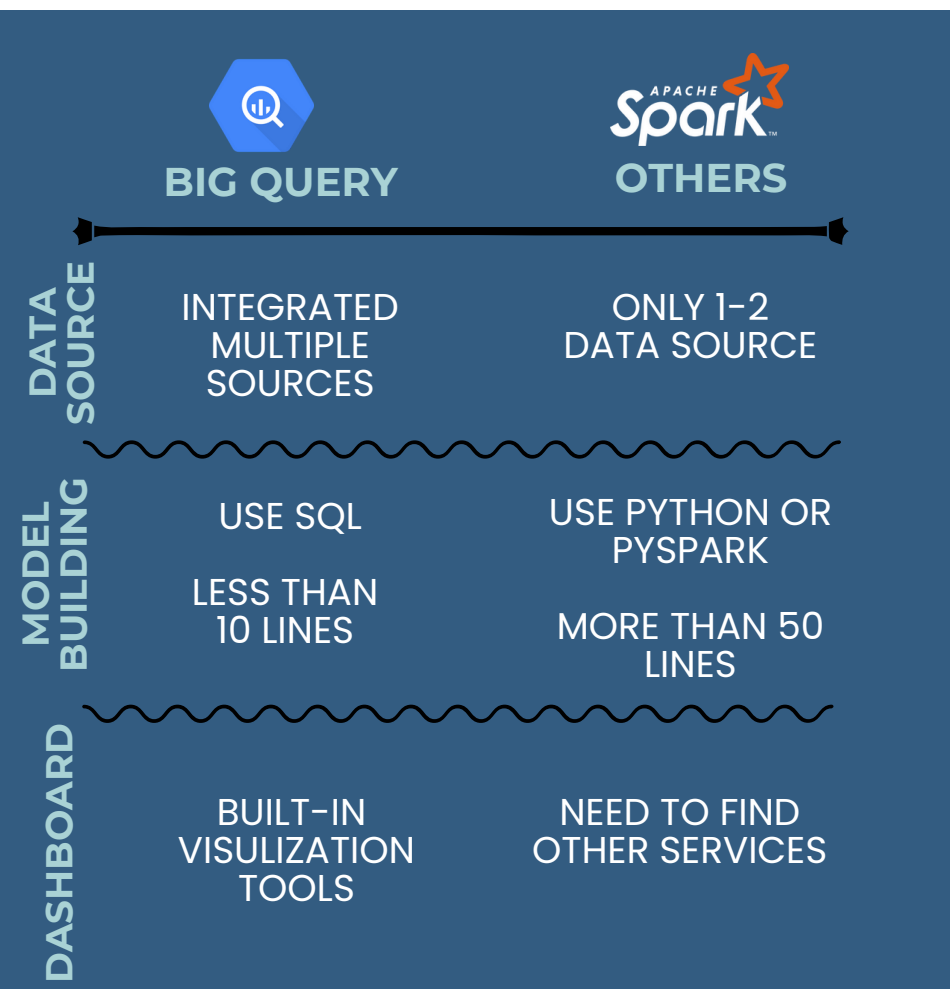 APACHE
Spark™
BIG QUERY
OTHERS
DATA
SOURCE
INTEGRATED
MULTIPLE
SOURCES
ONLY 1-2
DATA SOURCE
MODEL
BUILDING
USE SQL
LESS THAN
10 LINES
USE PYTHON OR
PYSPARK
MORE THAN 50
LINES
DASHBOARD
BUILT-IN
VISULIZATION
TOOLS
NEED TO FIND
OTHER SERVICES